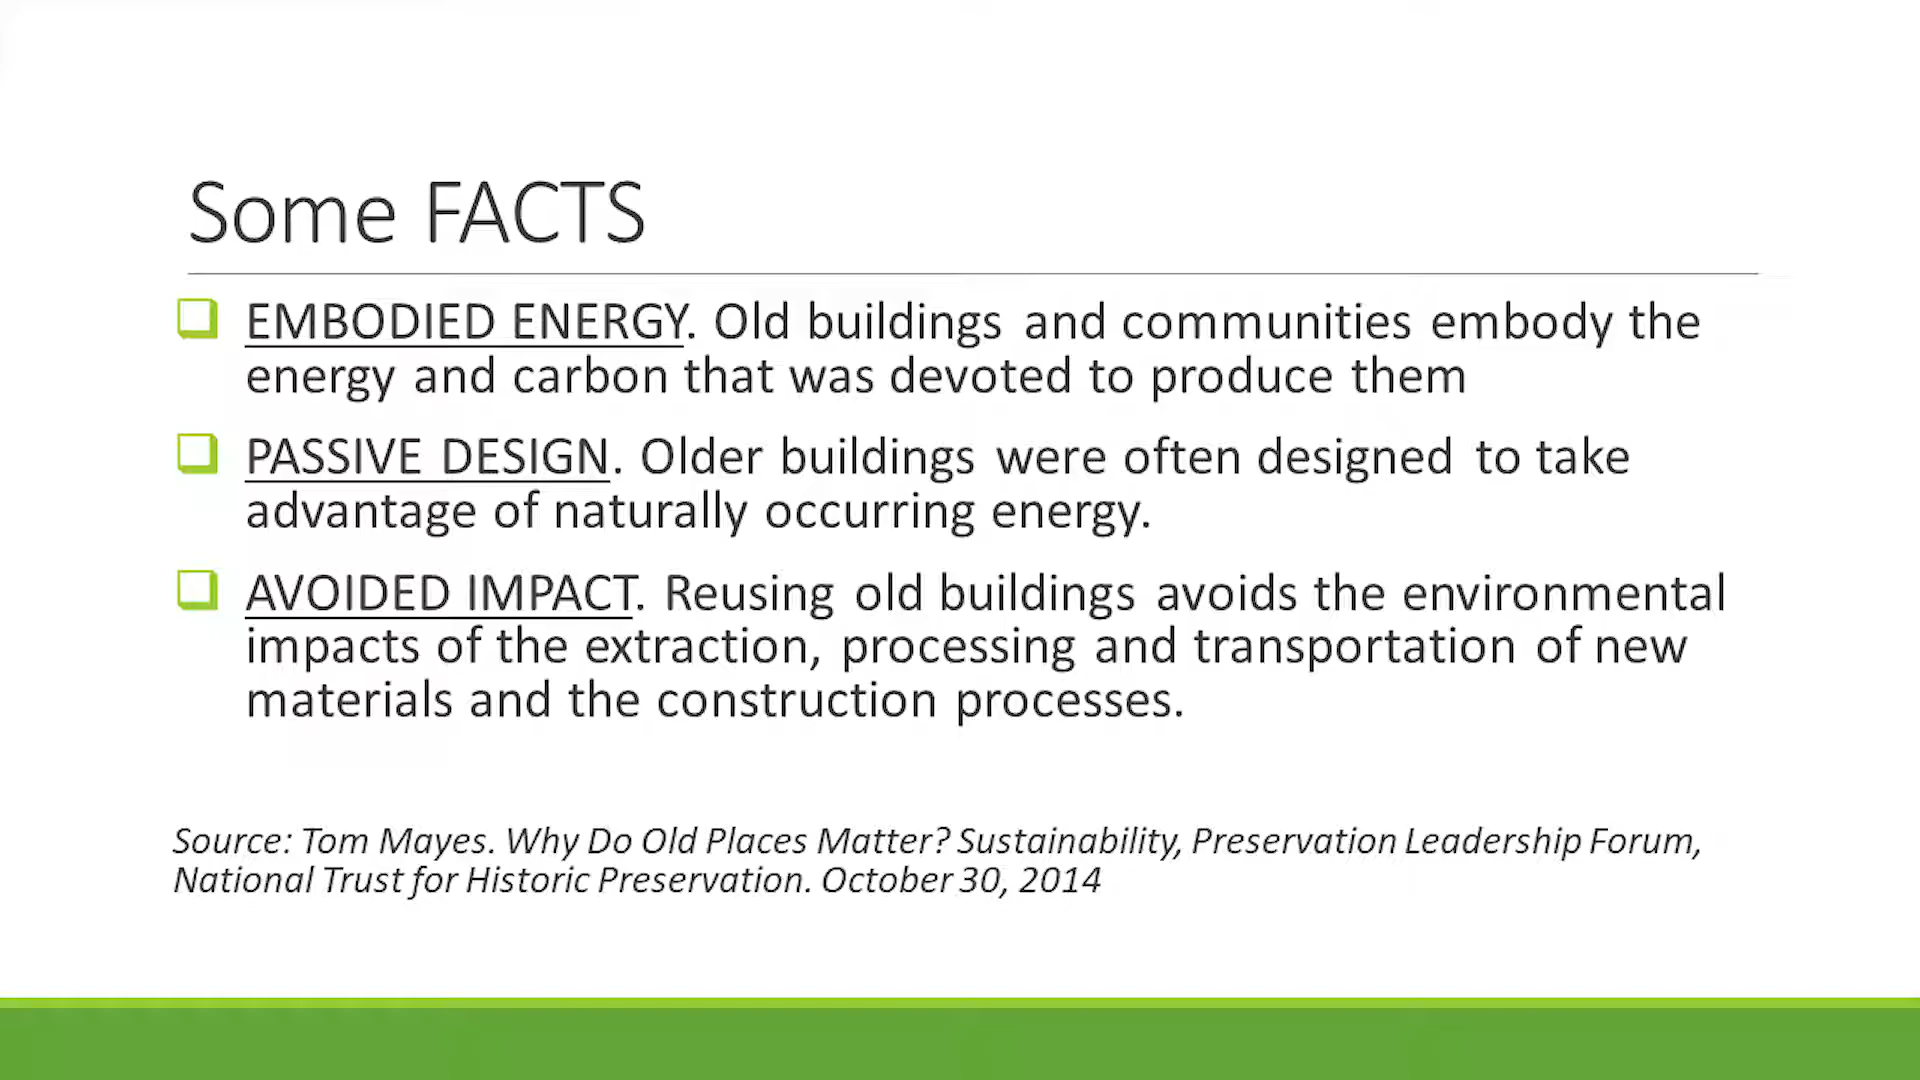 Some FACTS
EMBODIED ENERGY. Old buildings and communities embody the
energy and carbon that was devoted to produce them
PASSIVE DESIGN. Older buildings were often designed to take
advantage of naturally occurring energy.
AVOIDED IMPACT. Reusing old buildings avoids the environmental
impacts of the extraction, processing and transportation of new
materials and the construction processes.
Source: Tom Mayes. Why Do Old Places Matter? Sustainability, Preservation Leadership Forum,
National Trust for Historic Preservation. October 30, 2014